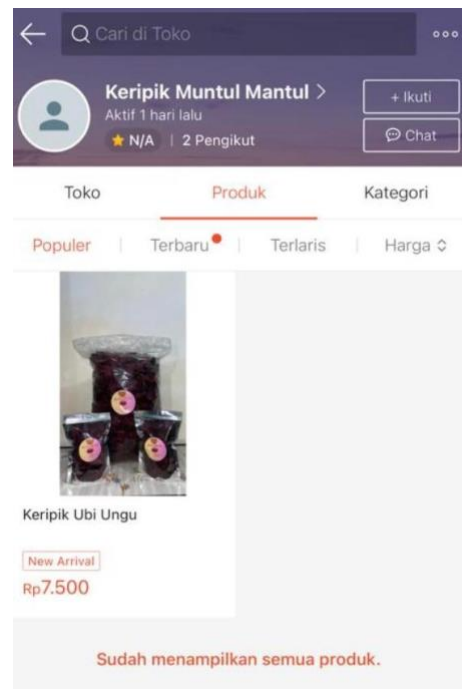 Cari di Toko
Keripik Muntul Mantul >
Aktif 1 hari lalu
N/A | 2 Pengikut
+ Ikuti
Chat
Toko Produk Kategori
Populer | Terbaru | Terlaris | Harga
Keripik Ubi Ungu
New Arrival
Rp7.500
Sudah menampilkan semua produk.